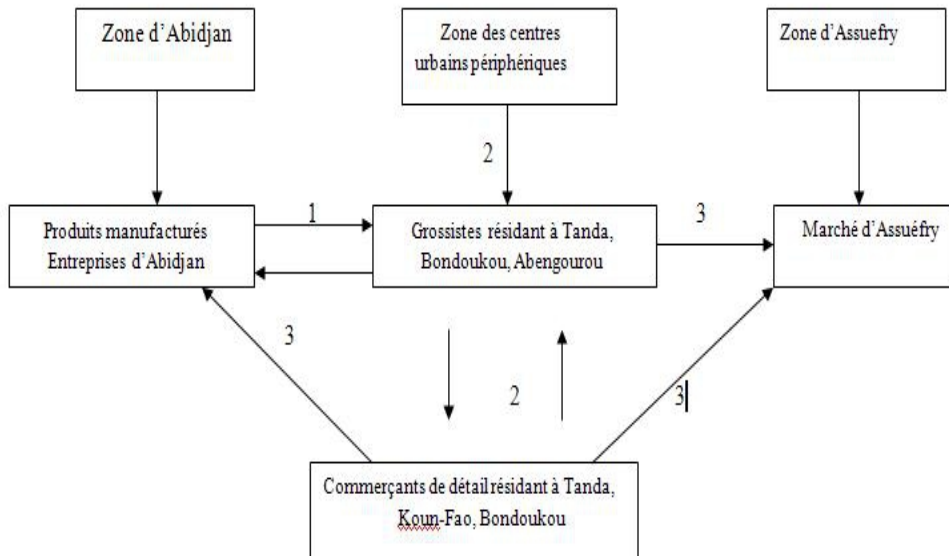 Zone d'Abidjan
Zone des centres
urbains périphériques
Zone d'Assuefry
2
1
3
Produits manufacturés
Entreprises d'Abidjan
Grossistes résidant à Tanda,
Bondoukou, Abengourou
Marché d'Assuéfry
3
2
3
Commerçants de détail résidant à Tanda,
Koun-Fao, Bondoukou